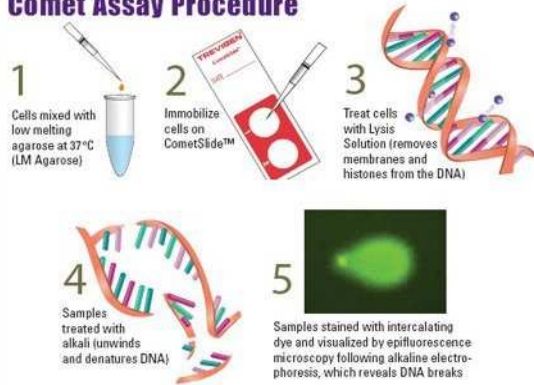 Comet Assay Procedure
1
Cells mixed with
low melting
agarose at 37°C
(LM Agarose)
2
TREVIGEN
CometSlide™
Immobilize
cells on
CometSlide™
3
Treat cells
with Lysis
Solution (removes
membranes and
histones from the DNA)
4
Samples
treated with
alkali (unwinds
and denatures DNA)
5
Samples stained with intercalating
dye and visualized by epifluorescence
microscopy following alkaline electro-
phoresis, which reveals DNA breaks